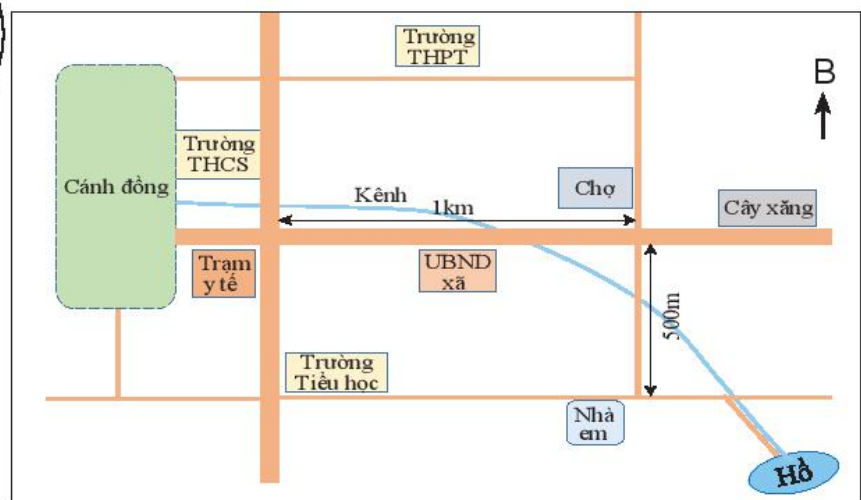 Trường
THPT
B
Trường
THCS
Cánh đồng
Kênh
1km
Chợ
Cây xăng
Trạm
y tế
UBND
xã
500m
Trường
Tiểu học
Nhà
em
Hồ